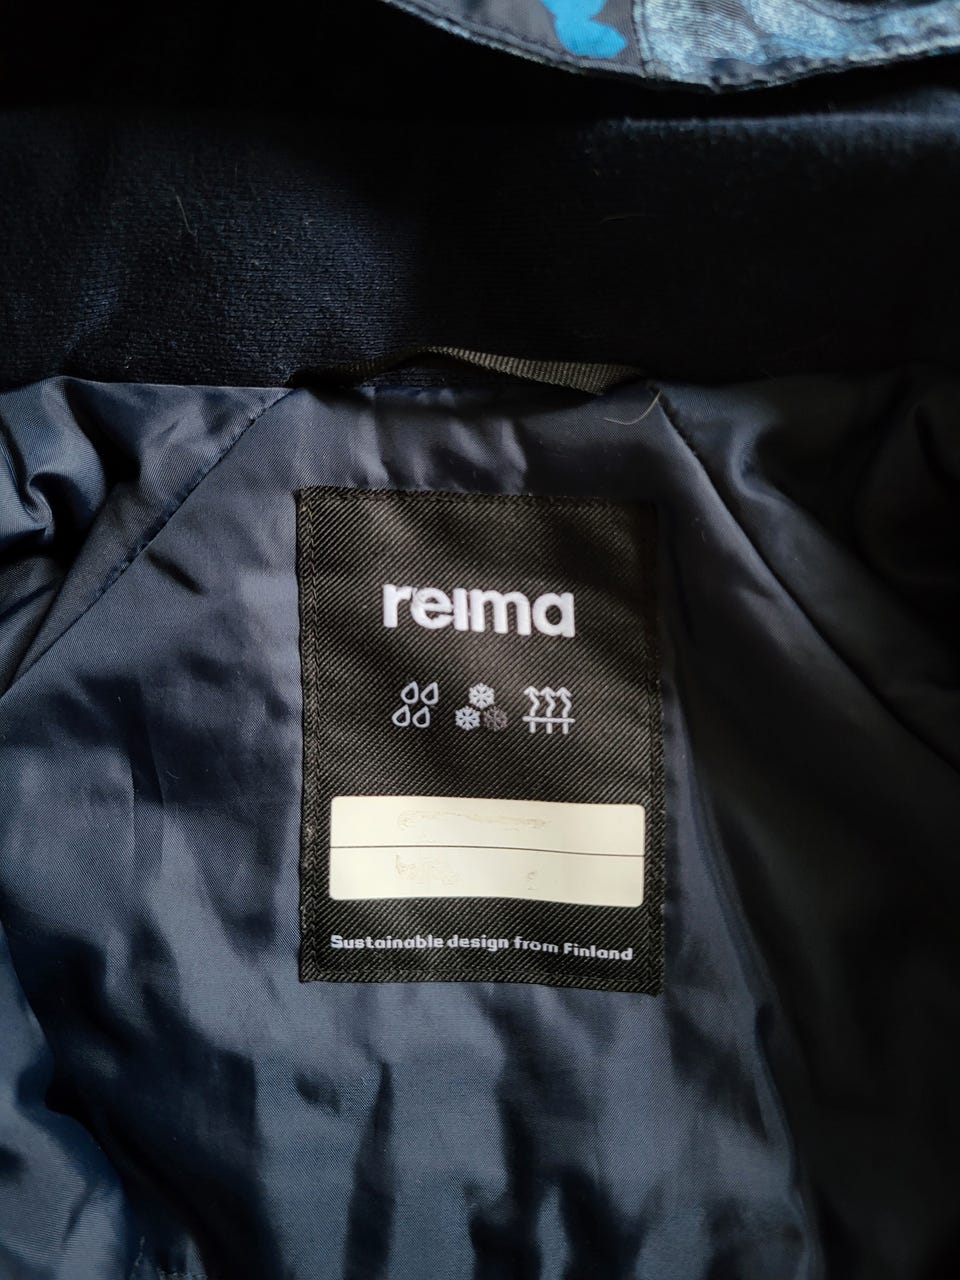 reima
Sustainable design from Finland